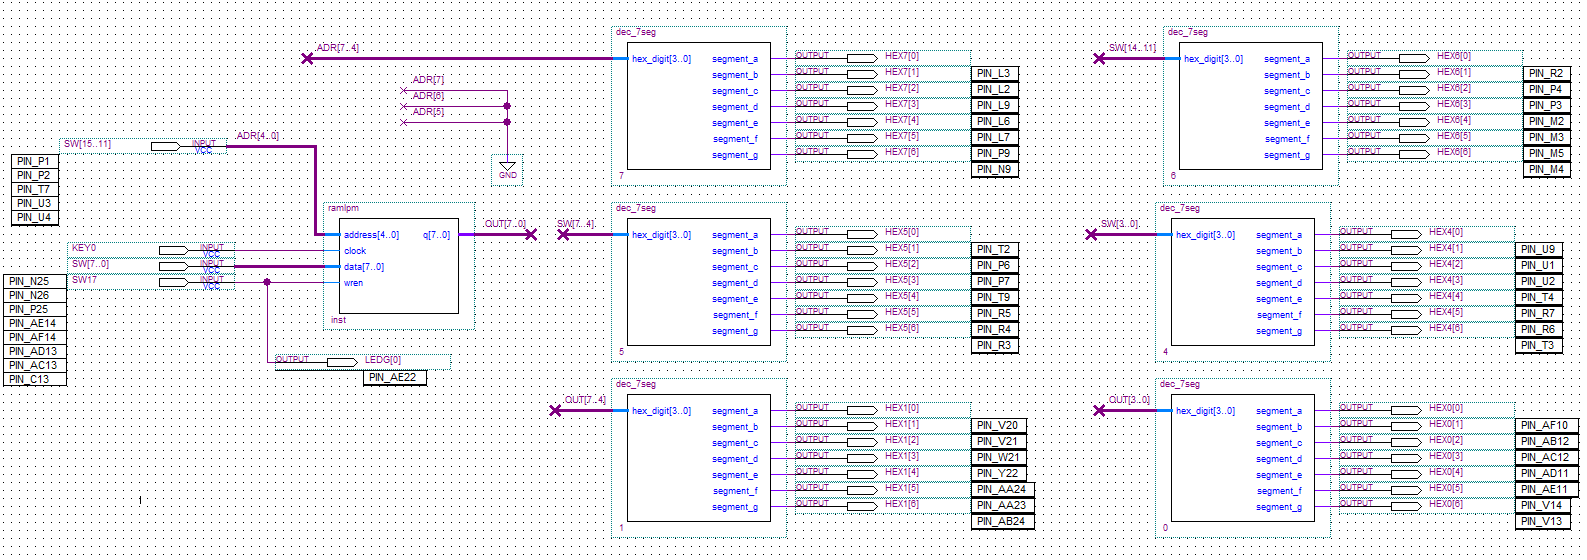 dec_7seg
ADR[7..4]
hex_digit[3..0]
segment_a
segment_b
segment_c
segment_d
segment_e
segment_f
segment_g
7
OUTPUT HEX7[0]
OUTPUT HEX7[1]
OUTPUT HEX7[2]
OUTPUT HEX7[3]
OUTPUT HEX7[4]
OUTPUT HEX7[5]
OUTPUT HEX7[6]
PIN_L3
PIN_L2
PIN_L9
PIN_L6
PIN_L7
PIN_P9
PIN_N9
dec_7seg
SW[14..11]
hex_digit[3..0]
segment_a
segment_b
segment_c
segment_d
segment_e
segment_f
segment_g
6
OUTPUT HEX6[0]
OUTPUT HEX6[1]
OUTPUT HEX6[2]
OUTPUT HEX6[3]
OUTPUT HEX6[4]
OUTPUT HEX6[5]
OUTPUT HEX6[6]
PIN_R2
PIN_P4
PIN_P3
PIN_M2
PIN_M3
PIN_M5
PIN_M4
ADR[7]
ADR[6]
ADR[5]
GND
ADR[4..0]
SW[15..11]
INPUT
VCC
PIN_P1
PIN_P2
PIN_T7
PIN_U3
PIN_U4
ramlpm
address[4..0]
clock
data[7..0]
wren
q[7..0]
inst
OUT[7..0]
KEY0
INPUT
VCC
SW[7..0]
INPUT
VCC
SW17
INPUT
VCC
PIN_N25
PIN_N26
PIN_P25
PIN_AE14
PIN_AF14
PIN_AD13
PIN_AC13
PIN_C13
OUTPUT LEDG[0]
PIN_AE22
dec_7seg
SW[7..4]
hex_digit[3..0]
segment_a
segment_b
segment_c
segment_d
segment_e
segment_f
segment_g
5
OUTPUT HEX5[0]
OUTPUT HEX5[1]
OUTPUT HEX5[2]
OUTPUT HEX5[3]
OUTPUT HEX5[4]
OUTPUT HEX5[5]
OUTPUT HEX5[6]
PIN_T2
PIN_P6
PIN_P7
PIN_T9
PIN_R5
PIN_R4
PIN_R3
dec_7seg
SW[3..0]
hex_digit[3..0]
segment_a
segment_b
segment_c
segment_d
segment_e
segment_f
segment_g
4
OUTPUT HEX4[0]
OUTPUT HEX4[1]
OUTPUT HEX4[2]
OUTPUT HEX4[3]
OUTPUT HEX4[4]
OUTPUT HEX4[5]
OUTPUT HEX4[6]
PIN_U9
PIN_U1
PIN_U2
PIN_T4
PIN_R7
PIN_R6
PIN_T3
dec_7seg
OUT[7..4]
hex_digit[3..0]
segment_a
segment_b
segment_c
segment_d
segment_e
segment_f
segment_g
1
OUTPUT HEX1[0]
OUTPUT HEX1[1]
OUTPUT HEX1[2]
OUTPUT HEX1[3]
OUTPUT HEX1[4]
OUTPUT HEX1[5]
OUTPUT HEX1[6]
PIN_V20
PIN_V21
PIN_W21
PIN_Y22
PIN_AA24
PIN_AA23
PIN_AB24
dec_7seg
OUT[3..0]
hex_digit[3..0]
segment_a
segment_b
segment_c
segment_d
segment_e
segment_f
segment_g
0
OUTPUT HEX0[0]
OUTPUT HEX0[1]
OUTPUT HEX0[2]
OUTPUT HEX0[3]
OUTPUT HEX0[4]
OUTPUT HEX0[5]
OUTPUT HEX0[6]
PIN_AF10
PIN_AB12
PIN_AC12
PIN_AD11
PIN_AE11
PIN_V14
PIN_V13